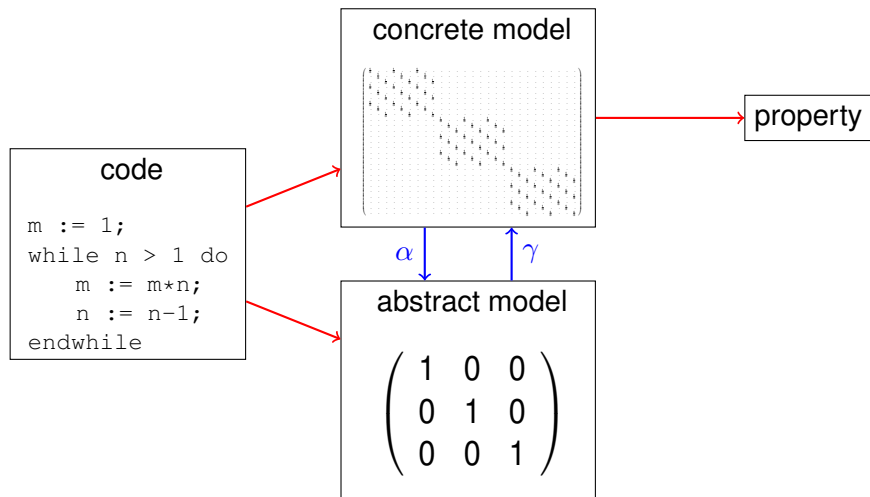 concrete model
property
code
m := 1;
while n > 1 do
m := m*n;
n := n-1;
endwhile
α γ
abstract model
1 0 0
0 1 0
0 0 1